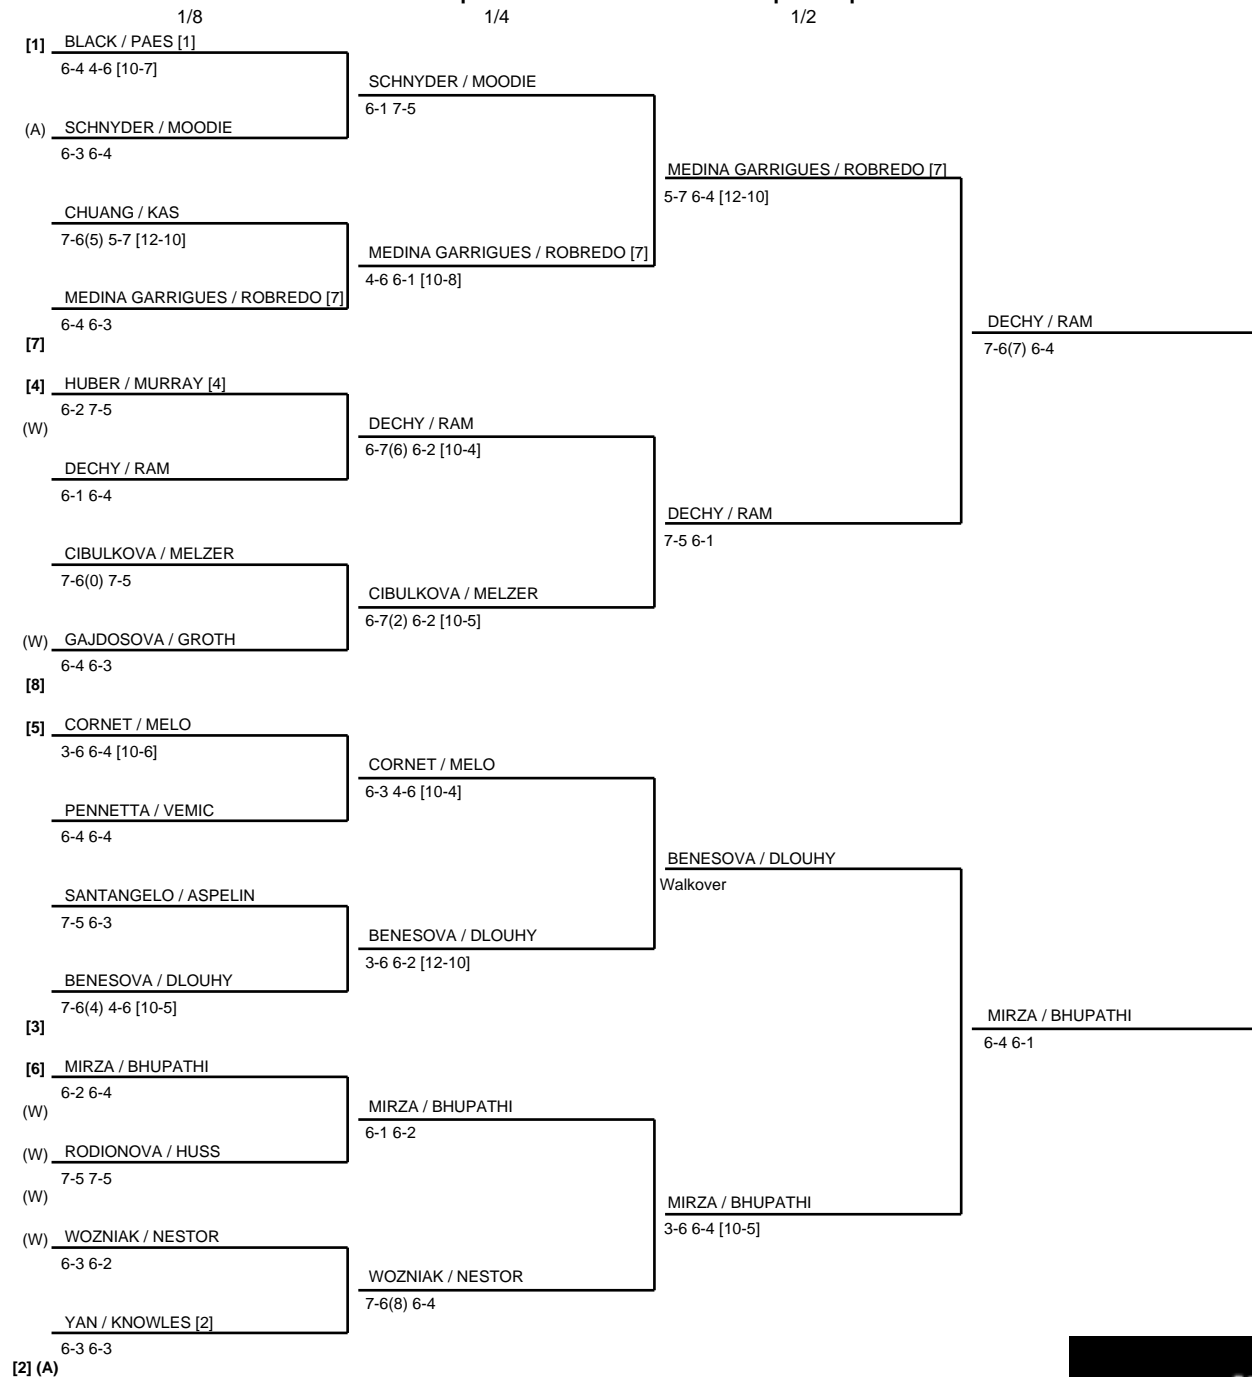 1/8 1/4 1/2
[1] BLACK / PAES [1]
6-4 4-6 [10-7]
SCHNYDER / MOODIE
6-1 7-5
(A) SCHNYDER / MOODIE
6-3 6-4
MEDINA GARRIGUES / ROBREDO [7]
5-7 6-4 [12-10]
CHUANG / KAS
7-6(5) 5-7 [12-10]
MEDINA GARRIGUES / ROBREDO [7]
4-6 6-1 [10-8]
MEDINA GARRIGUES / ROBREDO [7]
6-4 6-3
[7]
DECHY / RAM
7-6(7) 6-4
[4] HUBER / MURRAY [4]
6-2 7-5
(W)
DECHY / RAM
6-7(6) 6-2 [10-4]
DECHY / RAM
6-1 6-4
DECHY / RAM
7-5 6-1
CIBULKOVA / MELZER
7-6(0) 7-5
CIBULKOVA / MELZER
6-7(2) 6-2 [10-5]
(W) GAJDOSOVA / GROTH
6-4 6-3
[8]
[5] CORNET / MELO
3-6 6-4 [10-6]
CORNET / MELO
6-3 4-6 [10-4]
PENNETTA / VEMIC
6-4 6-4
BENESOVA / DLOUHY
Walkover
SANTANGELO / ASPELIN
7-5 6-3
BENESOVA / DLOUHY
3-6 6-2 [12-10]
BENESOVA / DLOUHY
7-6(4) 4-6 [10-5]
[3]
MIRZA / BHUPATHI
6-4 6-1
[6] MIRZA / BHUPATHI
6-2 6-4
(W)
MIRZA / BHUPATHI
6-1 6-2
(W) RODIONOVA / HUSS
7-5 7-5
(W)
MIRZA / BHUPATHI
3-6 6-4 [10-5]
(W) WOZNIAK / NESTOR
6-3 6-2
WOZNIAK / NESTOR
7-6(8) 6-4
YAN / KNOWLES [2]
6-3 6-3
[2] (A)